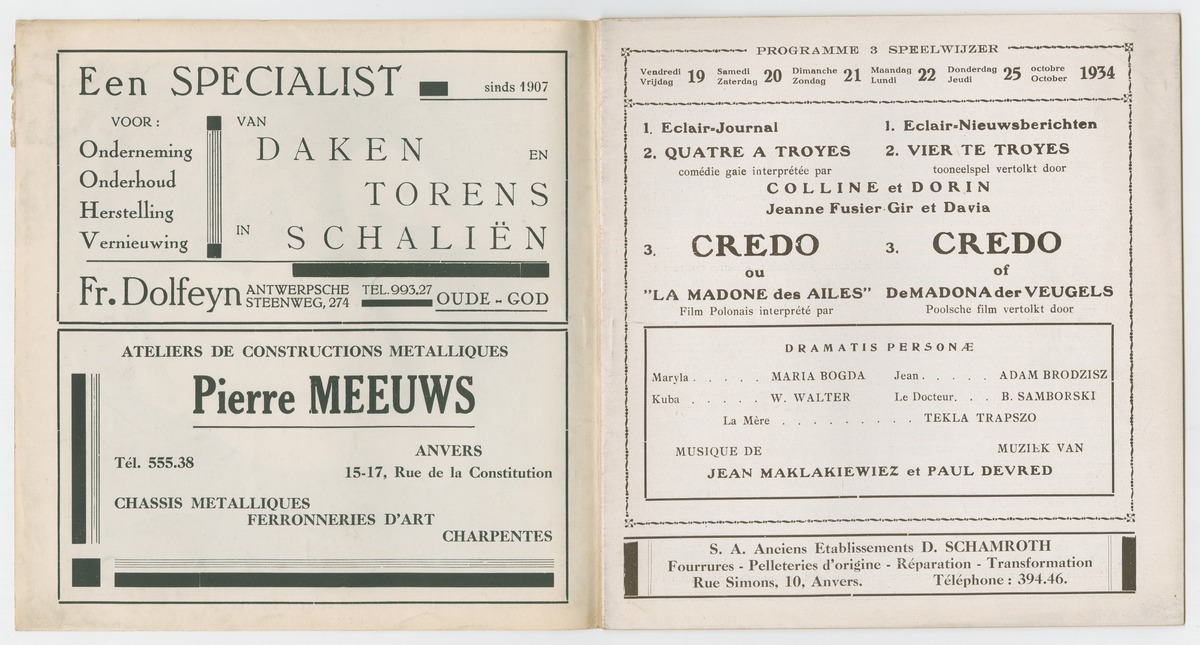 Een SPECIALIST sinds 1907
VOOR :
Onderneming
Onderhoud
Herstelling
Vernieuwing
VAN
DAKEN EN
TORENS
IN SCHALIËN
Fr. Dolfeyn ANTWERPSCHE STEENWEG, 274 TEL. 993.27 OUDE - GOD
ATELIERS DE CONSTRUCTIONS METALLIQUES
Pierre MEEUWS
ANVERS
Tél. 555.38
15-17, Rue de la Constitution
CHASSIS METALLIQUES
FERRONNERIES D'ART
CHARPENTES
PROGRAMME 3 SPEELWIJZER
Vendredi Vrijdag 19 Samedi Zaterdag 20 Dimanche Zondag 21 Maandag Lundi 22 Donderdag Jeudi 25 octobre October 1934
1. Eclair-Journal
2. QUATRE A TROYES
comédie gaie interprétée par
1. Eclair-Nieuwsberichten
2. VIER TE TROYES
tooneelspel vertolkt door
COLLINE et DORIN
Jeanne Fusier Gir et Davia
3. CREDO
ou
"LA MADONE des AILES"
Film Polonais interprété par
3. CREDO
of
De MADONA der VEUGELS
Poolsche film vertolkt door
DRAMATIS PERSONÆ
Maryla . . . . . MARIA BOGDA
Jean . . . . . ADAM BRODZISZ
Kuba . . . . . W. WALTER
Le Docteur. . . B. SAMBORSKI
La Mère . . . . . . . . . . TEKLA TRAPSZO
MUSIQUE DE
MUZIEK VAN
JEAN MAKLAKIEWIEZ et PAUL DEVRED
S. A. Anciens Etablissements D. SCHAMROTH
Fourrures - Pelleteries d'origine - Réparation - Transformation
Rue Simons, 10, Anvers. Téléphone : 394.46.